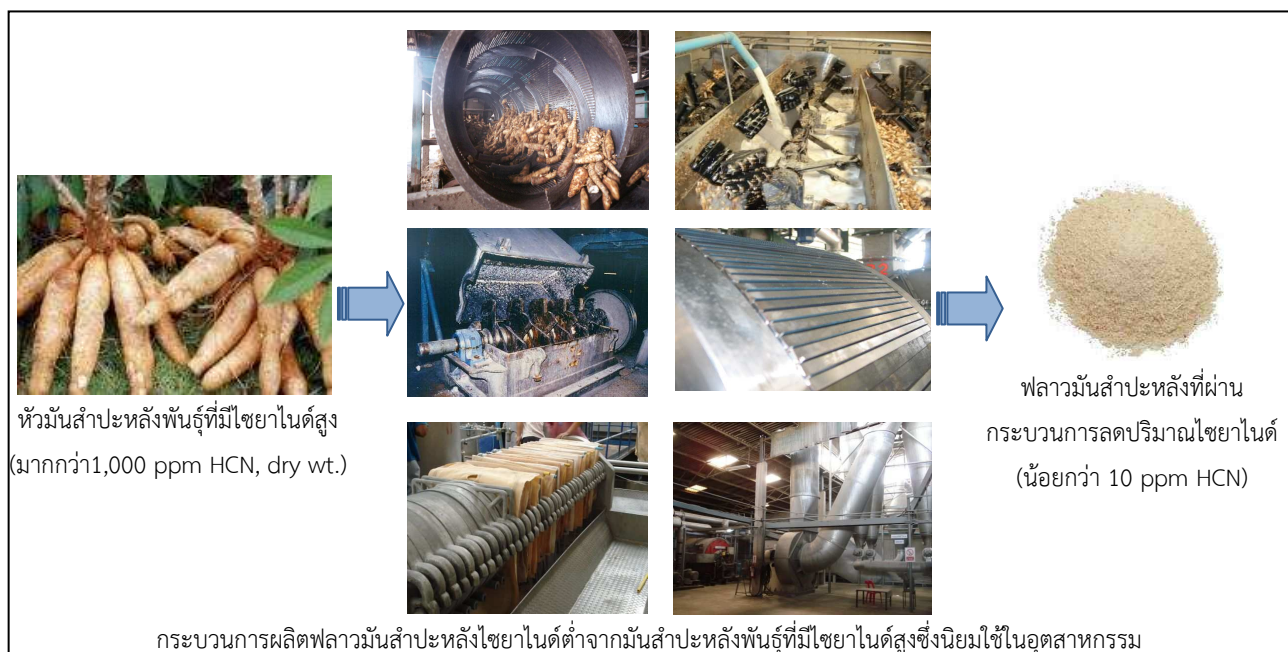 หัวมันสำปะหลังพันธุ์ที่มีไซยาไนด์สูง
(มากกว่า1,000 ppm HCN, dry wt.)
ฟลาวมันสำปะหลังที่ผ่าน
กระบวนการลดปริมาณไซยาไนด์
(น้อยกว่า 10 ppm HCN)
กระบวนการผลิตฟลาวมันสำปะหลังไซยาไนด์ต่ำจากมันสำปะหลังพันธุ์ที่มีไซยาไนด์สูงซึ่งนิยมใช้ในอุตสาหกรรม